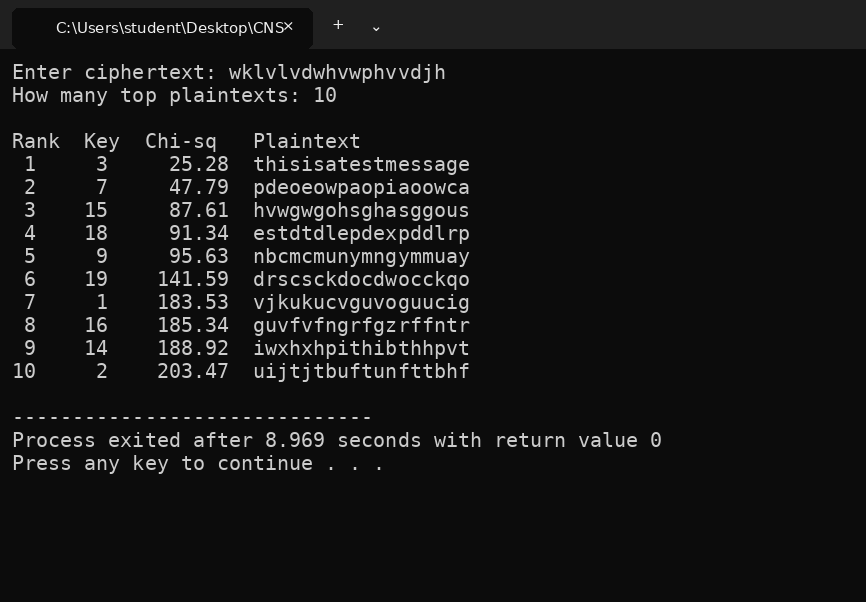 C:\Users\student\Desktop\CNS × + ⌄
Enter ciphertext: wklvlvdwhvwphvvdjh
How many top plaintexts: 10
Rank  Key  Chi-sq   Plaintext
 1     3     25.28  thisisatestmessage
 2     7     47.79  pdeoeowpaopiaoowca
 3    15     87.61  hvwgwgohsghasggous
 4    18     91.34  estdtdlepdexpddlrp
 5     9     95.63  nbcmcmunymngymmuay
 6    19    141.59  drscsckdocdwocckqo
 7     1    183.53  vjkukucvguvoguucig
 8    16    185.34  guvfvfngrfgzrffntr
 9    14    188.92  iwxhxhpithibthhpvt
10     2    203.47  uijtjtbuftunfttbhf
------------------------------
Process exited after 8.969 seconds with return value 0
Press any key to continue . . .